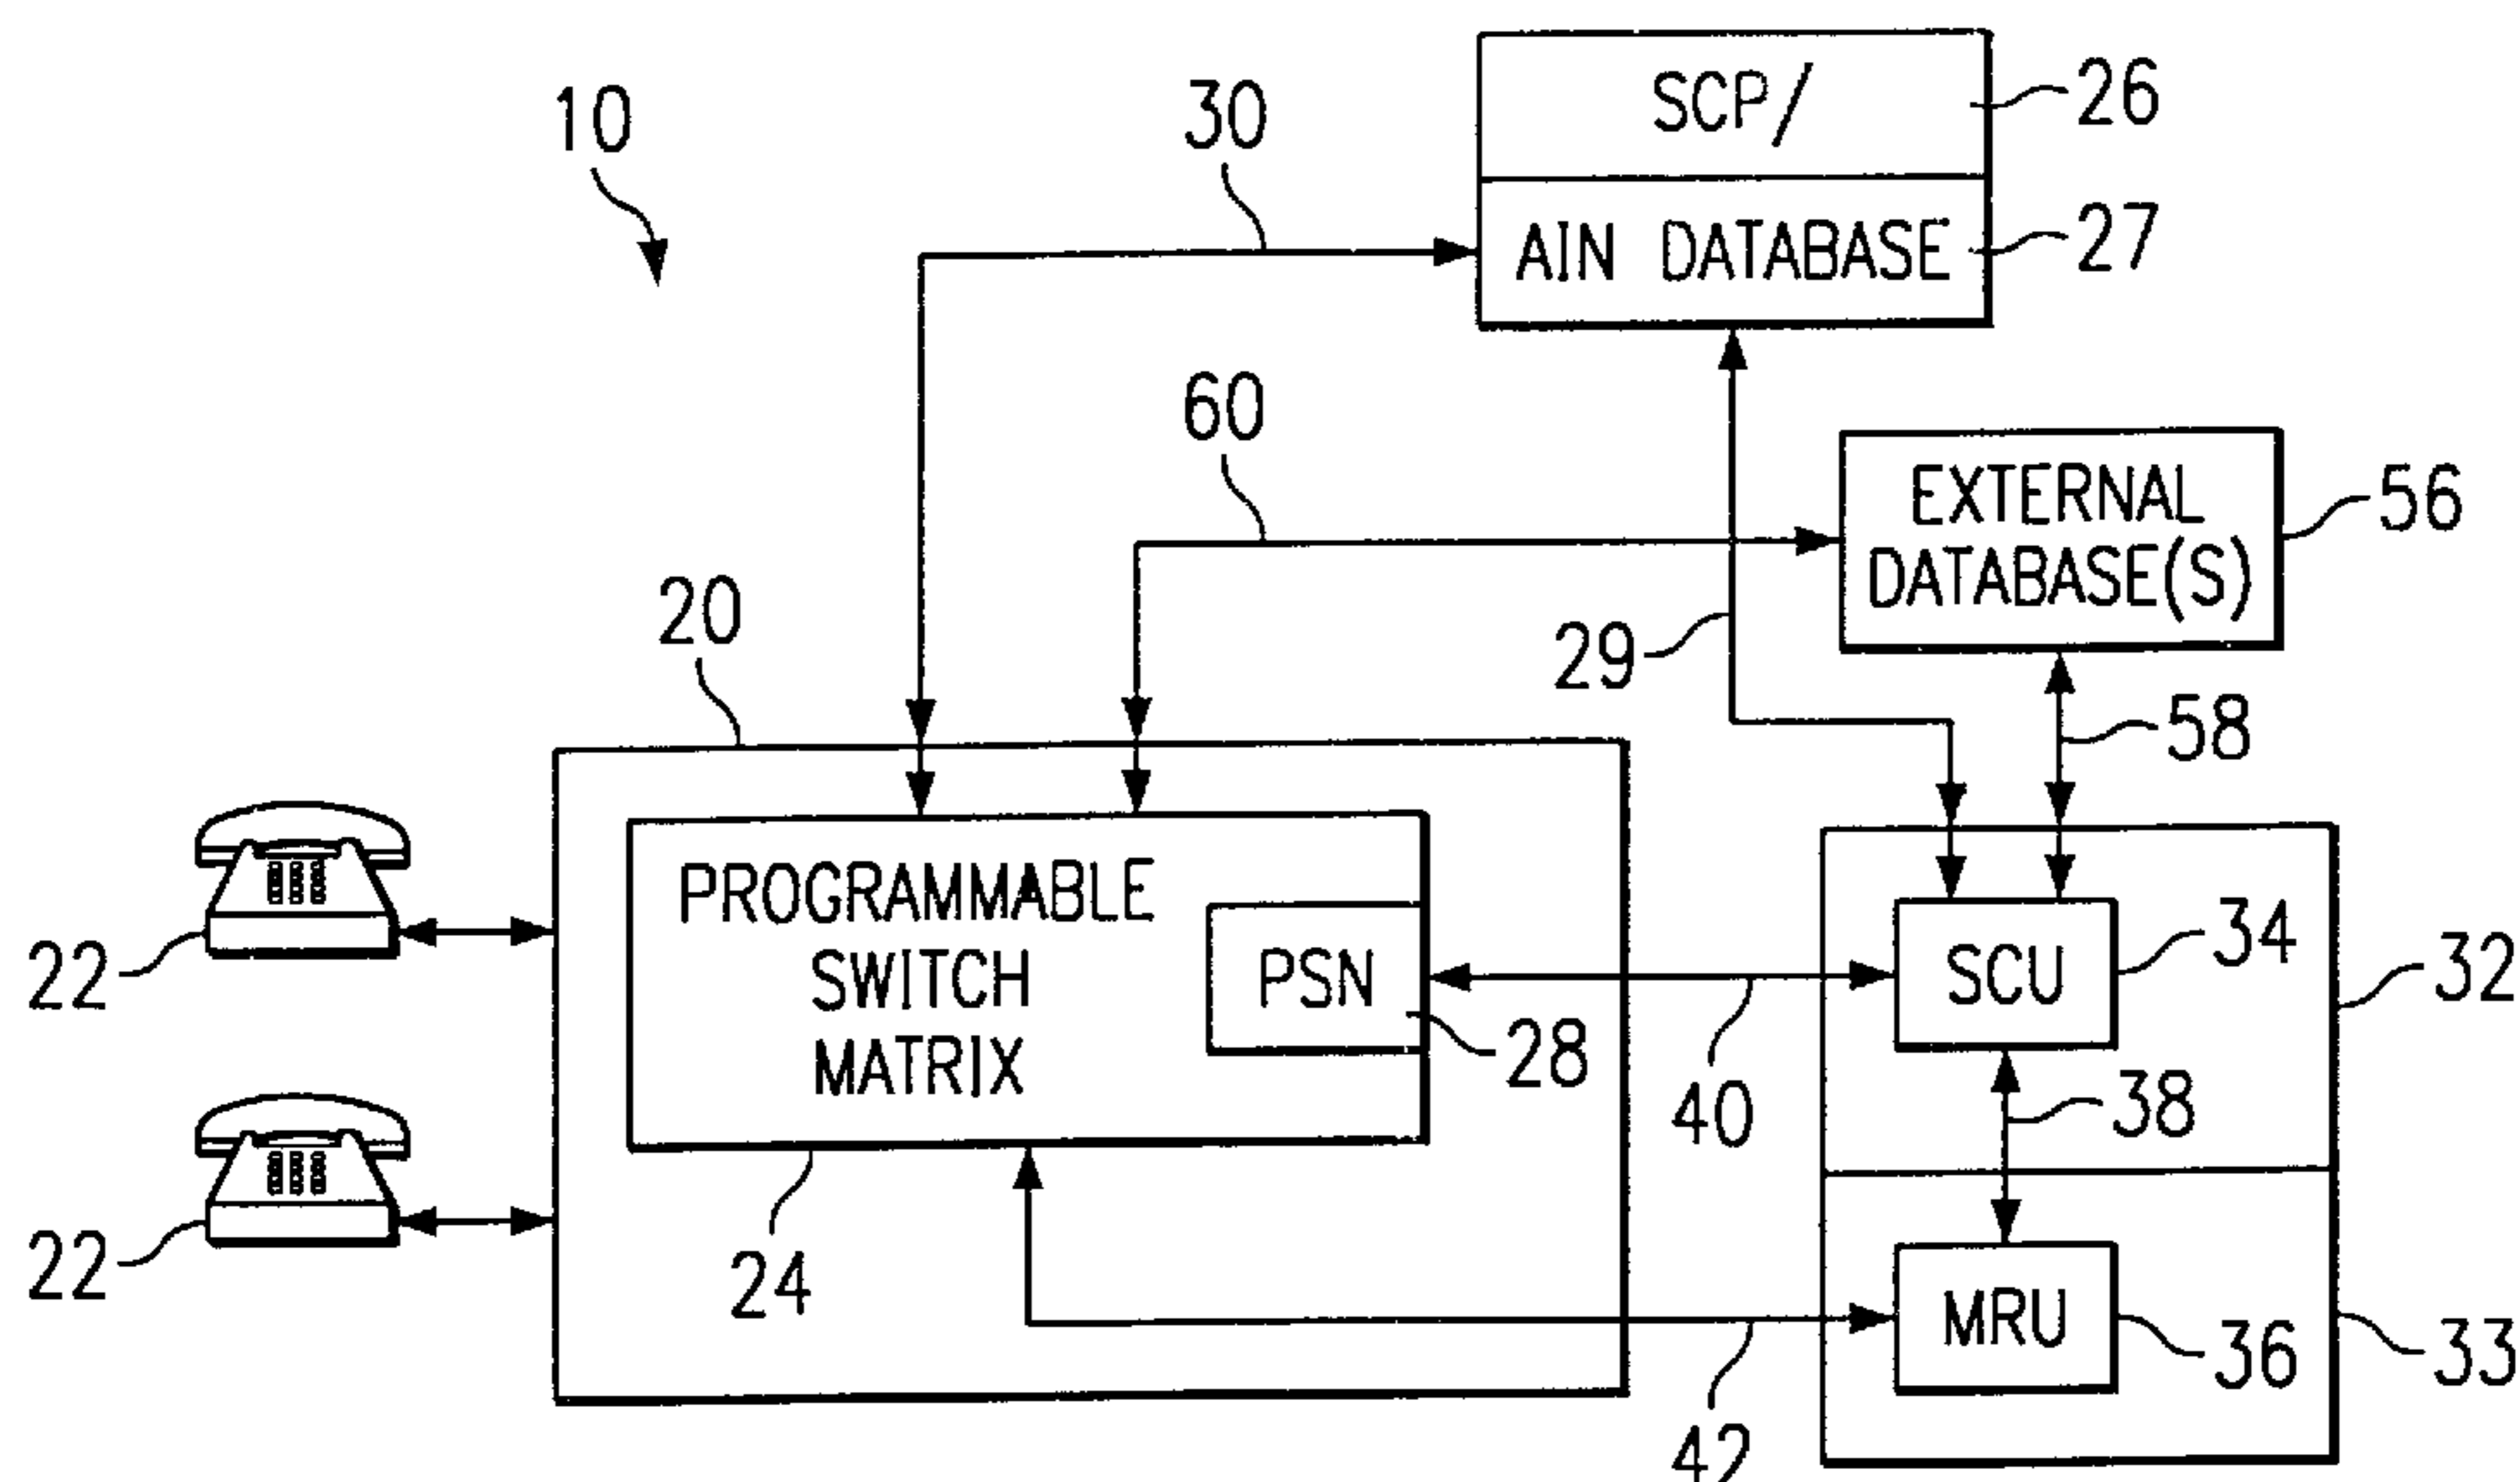 10
30
SCP/
26
AIN DATABASE
27
60
EXTERNAL
DATABASE(S)
56
20
29
58
PROGRAMMABLE
SWITCH
MATRIX
PSN
28
SCU
34
32
22
40
38
22
24
MRU
36
33
42